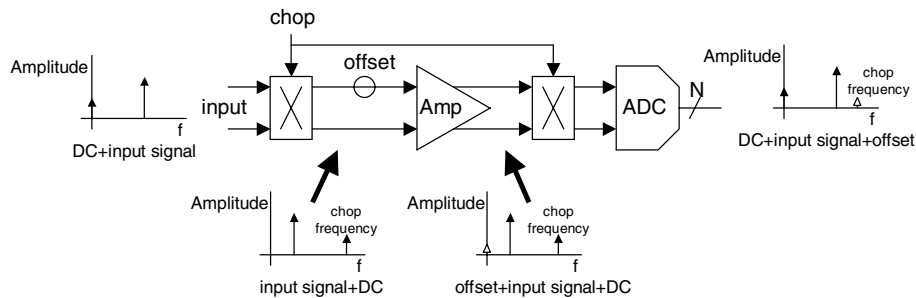 chop
Amplitude
f
DC+input signal
input
offset
Amp
ADC
N
chop
frequency
f
DC+input signal+offset
Amplitude
chop
frequency
f
input signal+DC
Amplitude
chop
frequency
f
offset+input signal+DC
Amplitude